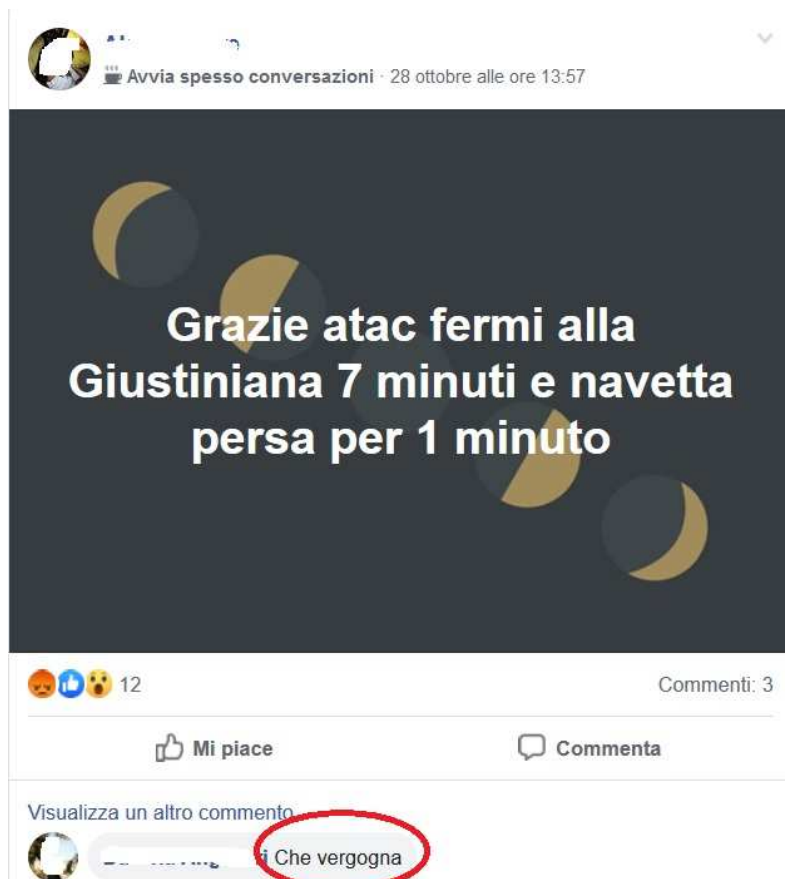 Avvia spesso conversazioni · 28 ottobre alle ore 13:57
Grazie atac fermi alla
Giustiniana 7 minuti e navetta
persa per 1 minuto
12
Commenti: 3
Mi piace
Commenta
Visualizza un altro commento
Che vergogna